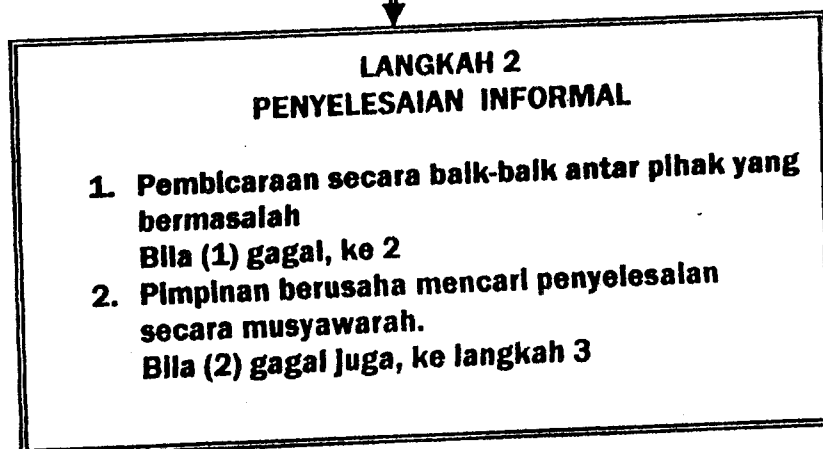 LANGKAH 2
PENYELESAIAN INFORMAL
1. Pembicaraan secara baik-baik antar pihak yang
bermasalah
Bila (1) gagal, ke 2
2. Pimpinan berusaha mencari penyelesaian
secara musyawarah.
Bila (2) gagal juga, ke langkah 3